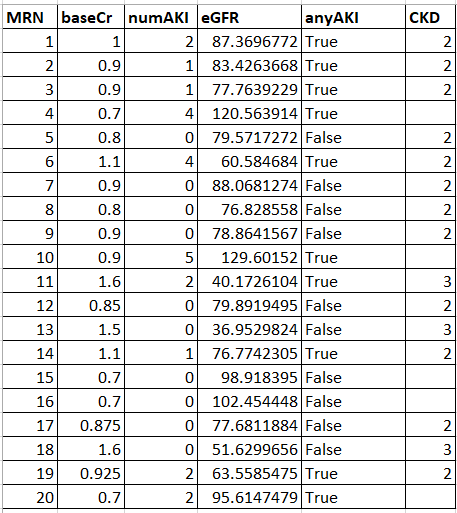 MRN baseCr numAKI eGFR anyAKI CKD
1 1 2 87.3696772 True 2
2 0.9 1 83.4263668 True 2
3 0.9 1 77.7639229 True 2
4 0.7 4 120.563914 True
5 0.8 0 79.5717272 False 2
6 1.1 4 60.584684 True 2
7 0.9 0 88.0681274 False 2
8 0.8 0 76.828558 False 2
9 0.9 0 78.8641567 False 2
10 0.9 5 129.60152 True
11 1.6 2 40.1726104 True 3
12 0.85 0 79.8919495 False 2
13 1.5 0 36.9529824 False 3
14 1.1 1 76.7742305 True 2
15 0.7 0 98.918395 False
16 0.7 0 102.454448 False
17 0.875 0 77.6811884 False 2
18 1.6 0 51.6299656 False 3
19 0.925 2 63.5585475 True 2
20 0.7 2 95.6147479 True